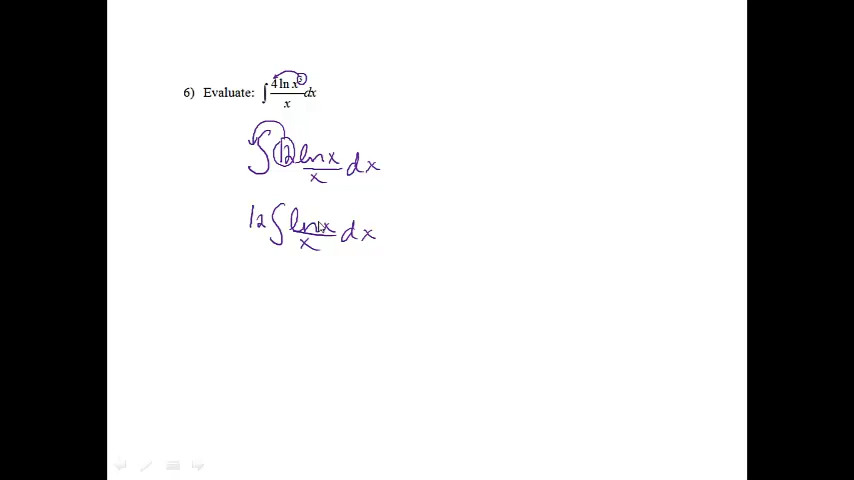 6) Evaluate: ∫ 4 ln x³ / x dx
∫ 12 ln x / x dx
12 ∫ ln x / x dx